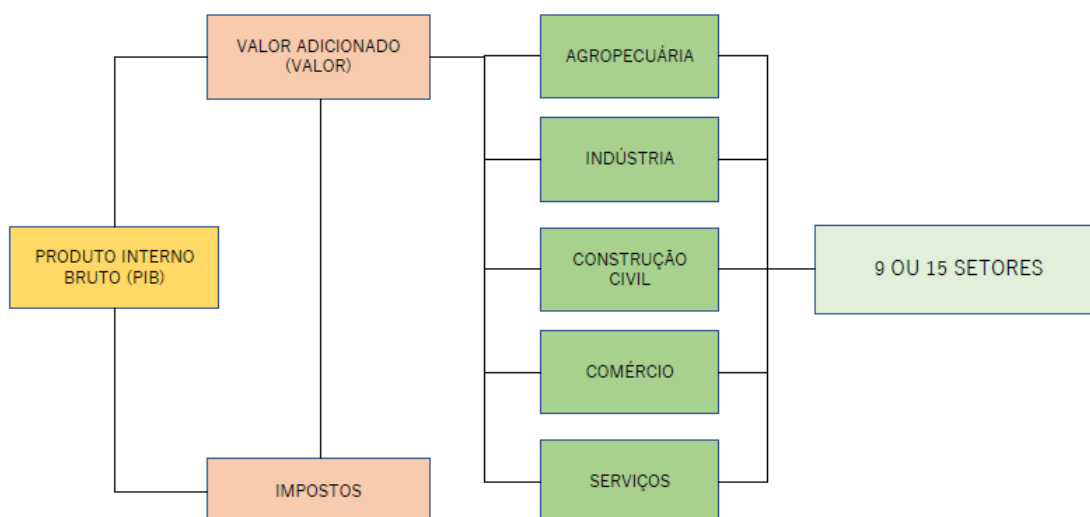 VALOR ADICIONADO
(VALOR)
AGROPECUÁRIA
INDÚSTRIA
PRODUTO INTERNO
BRUTO (PIB)
CONSTRUÇÃO
CIVIL
9 OU 15 SETORES
COMÉRCIO
IMPOSTOS
SERVIÇOS